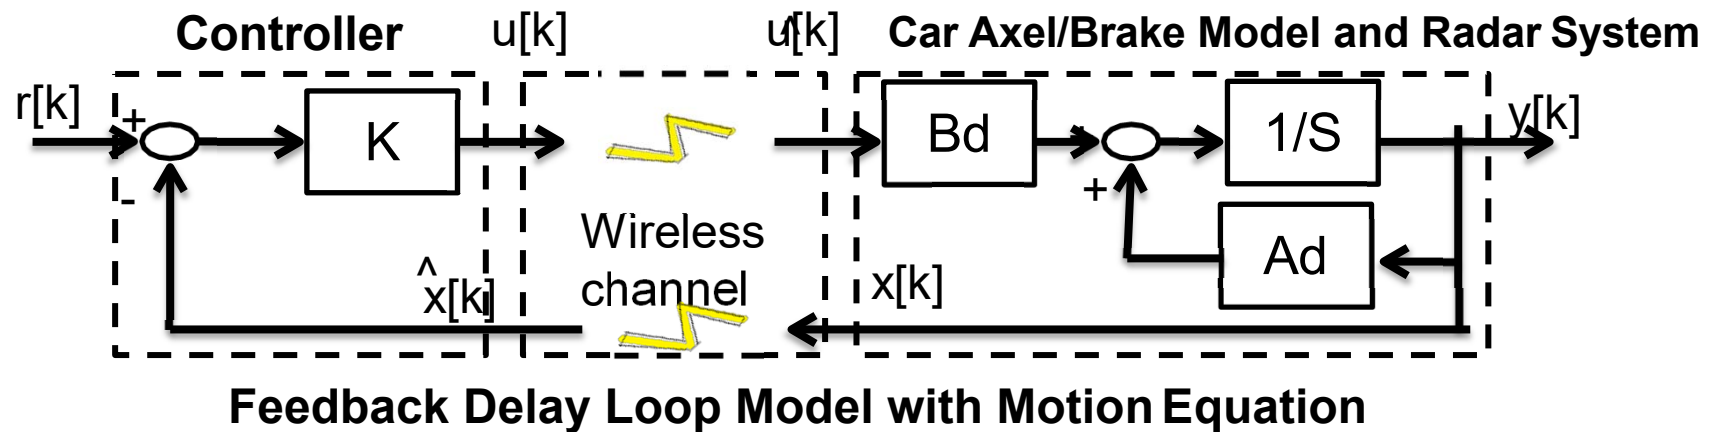 Controller u[k] û[k] Car Axel/Brake Model and Radar System
r[k] + - K Bd + 1/S y[k]
Ad
Wireless
channel
x̂[k] x[k]
Feedback Delay Loop Model with Motion Equation